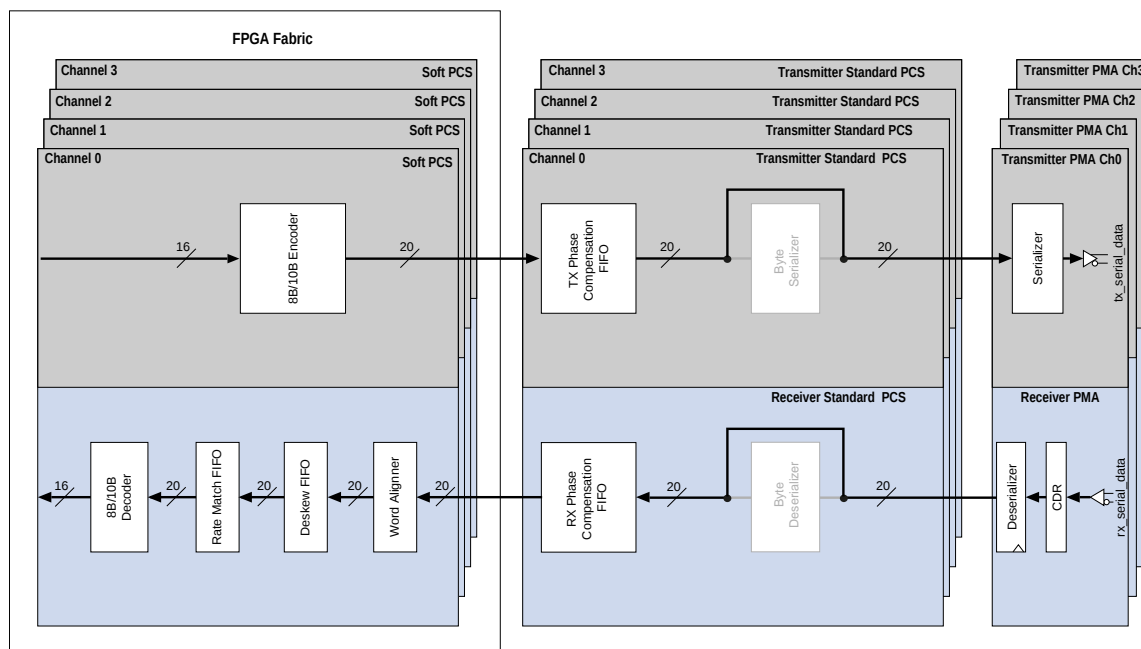 FPGA Fabric
Channel 3
Soft PCS
Channel 2
Soft PCS
Channel 1
Soft PCS
Channel 0
Soft PCS
16
8B/10B Encoder
20
Channel 3
Transmitter Standard PCS
Channel 2
Transmitter Standard PCS
Channel 1
Transmitter Standard PCS
Channel 0
Transmitter Standard PCS
TX Phase
Compensation
FIFO
20
Byte
Serializer
20
Transmitter PMA Ch3
Transmitter PMA Ch2
Transmitter PMA Ch1
Transmitter PMA Ch0
Serializer
tx_serial_data
16
8B/10B
Decoder
20
Rate Match FIFO
20
Deskew FIFO
20
Word Alignner
20
Receiver Standard PCS
RX Phase
Compensation
FIFO
20
Byte
Deserializer
20
Receiver PMA
Deserializer
CDR
rx_serial_data